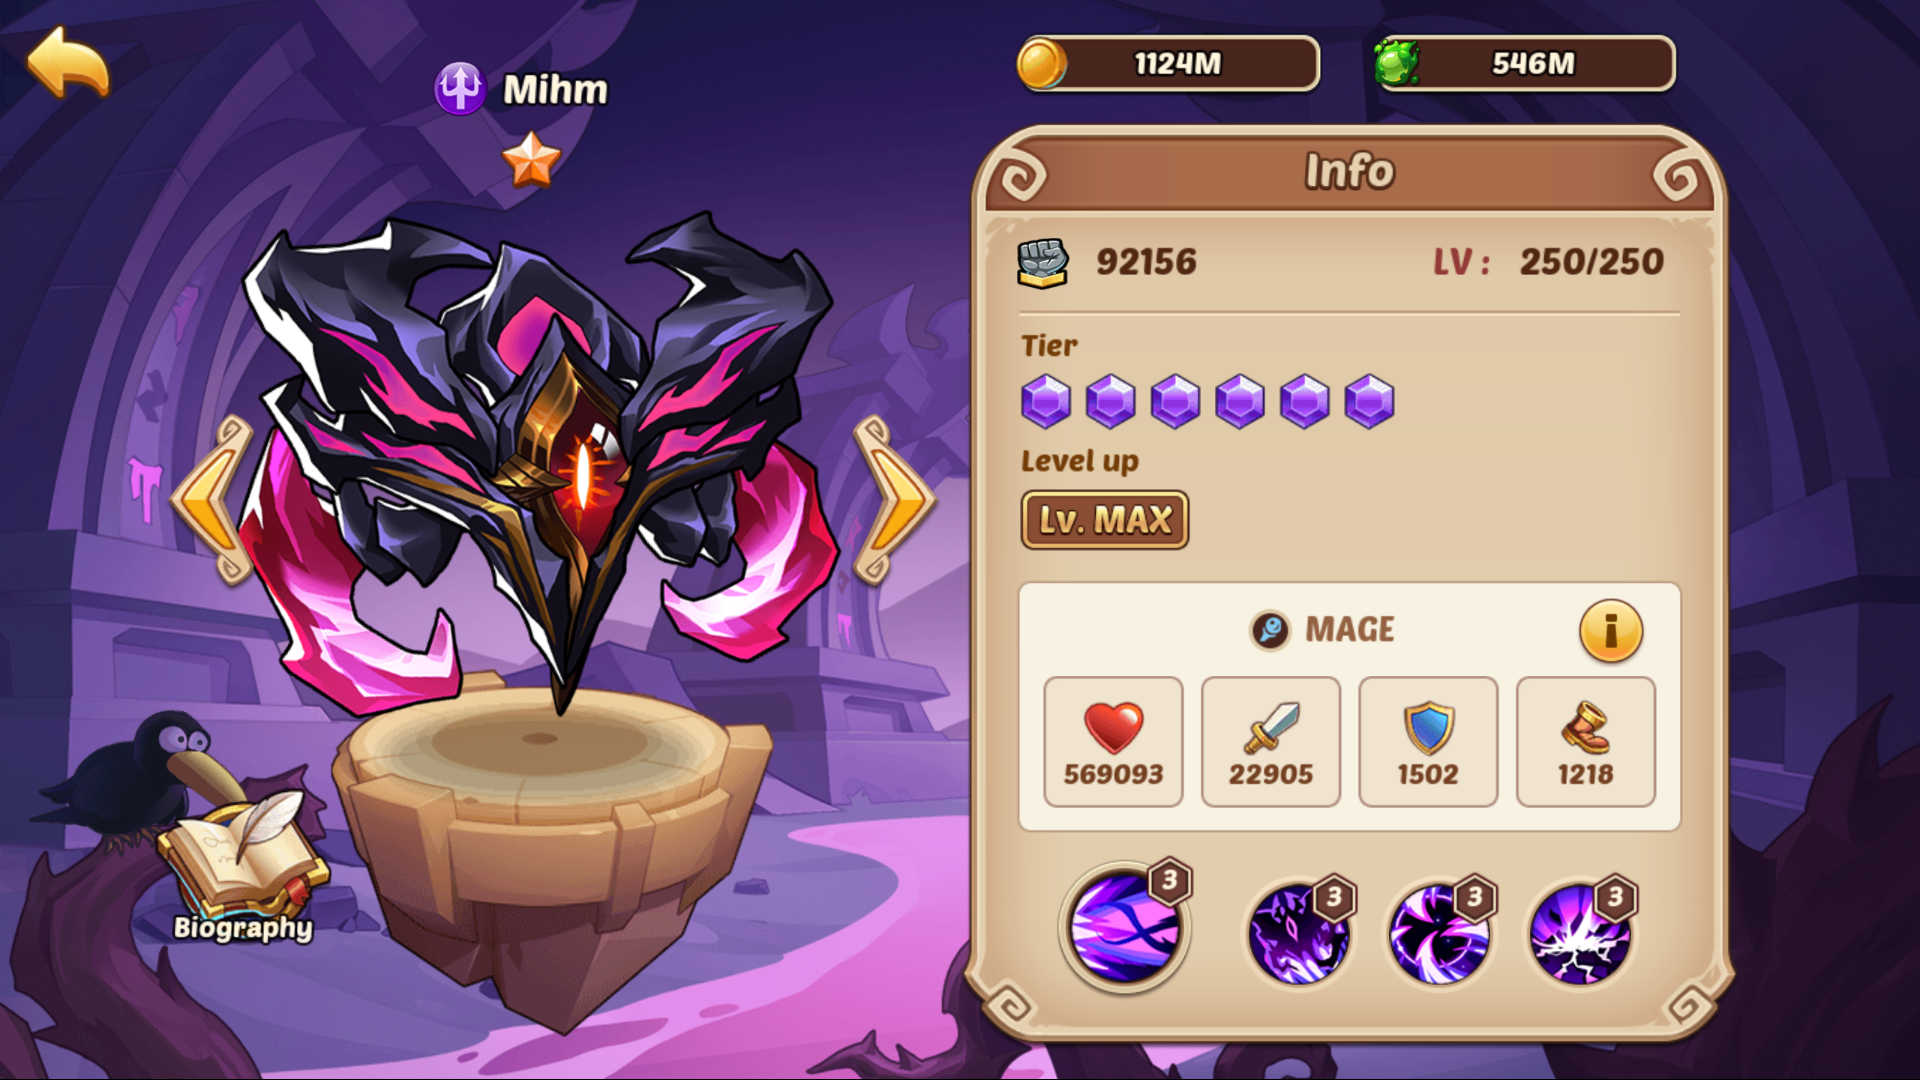 Mihm
1124M
546M
Info
92156
LV : 250/250
Tier
Level up
Lv. MAX
MAGE
569093
22905
1502
1218
3
3
3
3
Biography